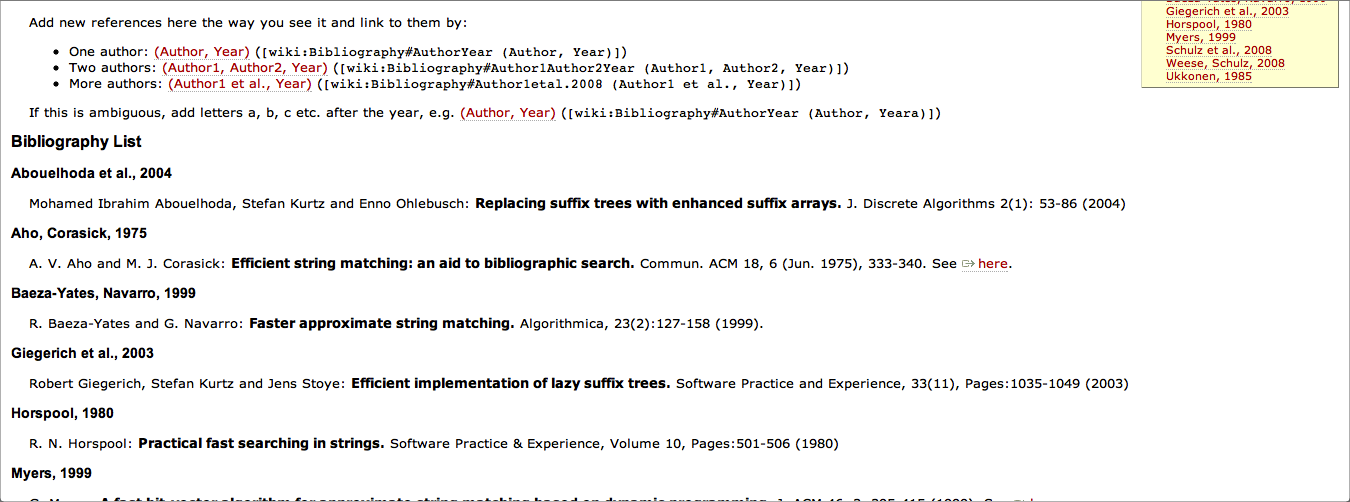 Add new references here the way you see it and link to them by:
• One author: (Author, Year) ([wiki:Bibliography#AuthorYear (Author, Year)])
• Two authors: (Author1, Author2, Year) ([wiki:Bibliography#Author1Author2Year (Author1, Author2, Year)])
• More authors: (Author1 et al., Year) ([wiki:Bibliography#Author1etal.2008 (Author1 et al., Year)])
If this is ambiguous, add letters a, b, c etc. after the year, e.g. (Author, Year) ([wiki:Bibliography#AuthorYear (Author, Yeara)])
Giegerich et al., 2003
Horspool, 1980
Myers, 1999
Schulz et al., 2008
Weese, Schulz, 2008
Ukkonen, 1985
Bibliography List
Abouelhoda et al., 2004
Mohamed Ibrahim Abouelhoda, Stefan Kurtz and Enno Ohlebusch: Replacing suffix trees with enhanced suffix arrays. J. Discrete Algorithms 2(1): 53-86 (2004)
Aho, Corasick, 1975
A. V. Aho and M. J. Corasick: Efficient string matching: an aid to bibliographic search. Commun. ACM 18, 6 (Jun. 1975), 333-340. See here.
Baeza-Yates, Navarro, 1999
R. Baeza-Yates and G. Navarro: Faster approximate string matching. Algorithmica, 23(2):127-158 (1999).
Giegerich et al., 2003
Robert Giegerich, Stefan Kurtz and Jens Stoye: Efficient implementation of lazy suffix trees. Software Practice and Experience, 33(11), Pages:1035-1049 (2003)
Horspool, 1980
R. N. Horspool: Practical fast searching in strings. Software Practice & Experience, Volume 10, Pages:501-506 (1980)
Myers, 1999